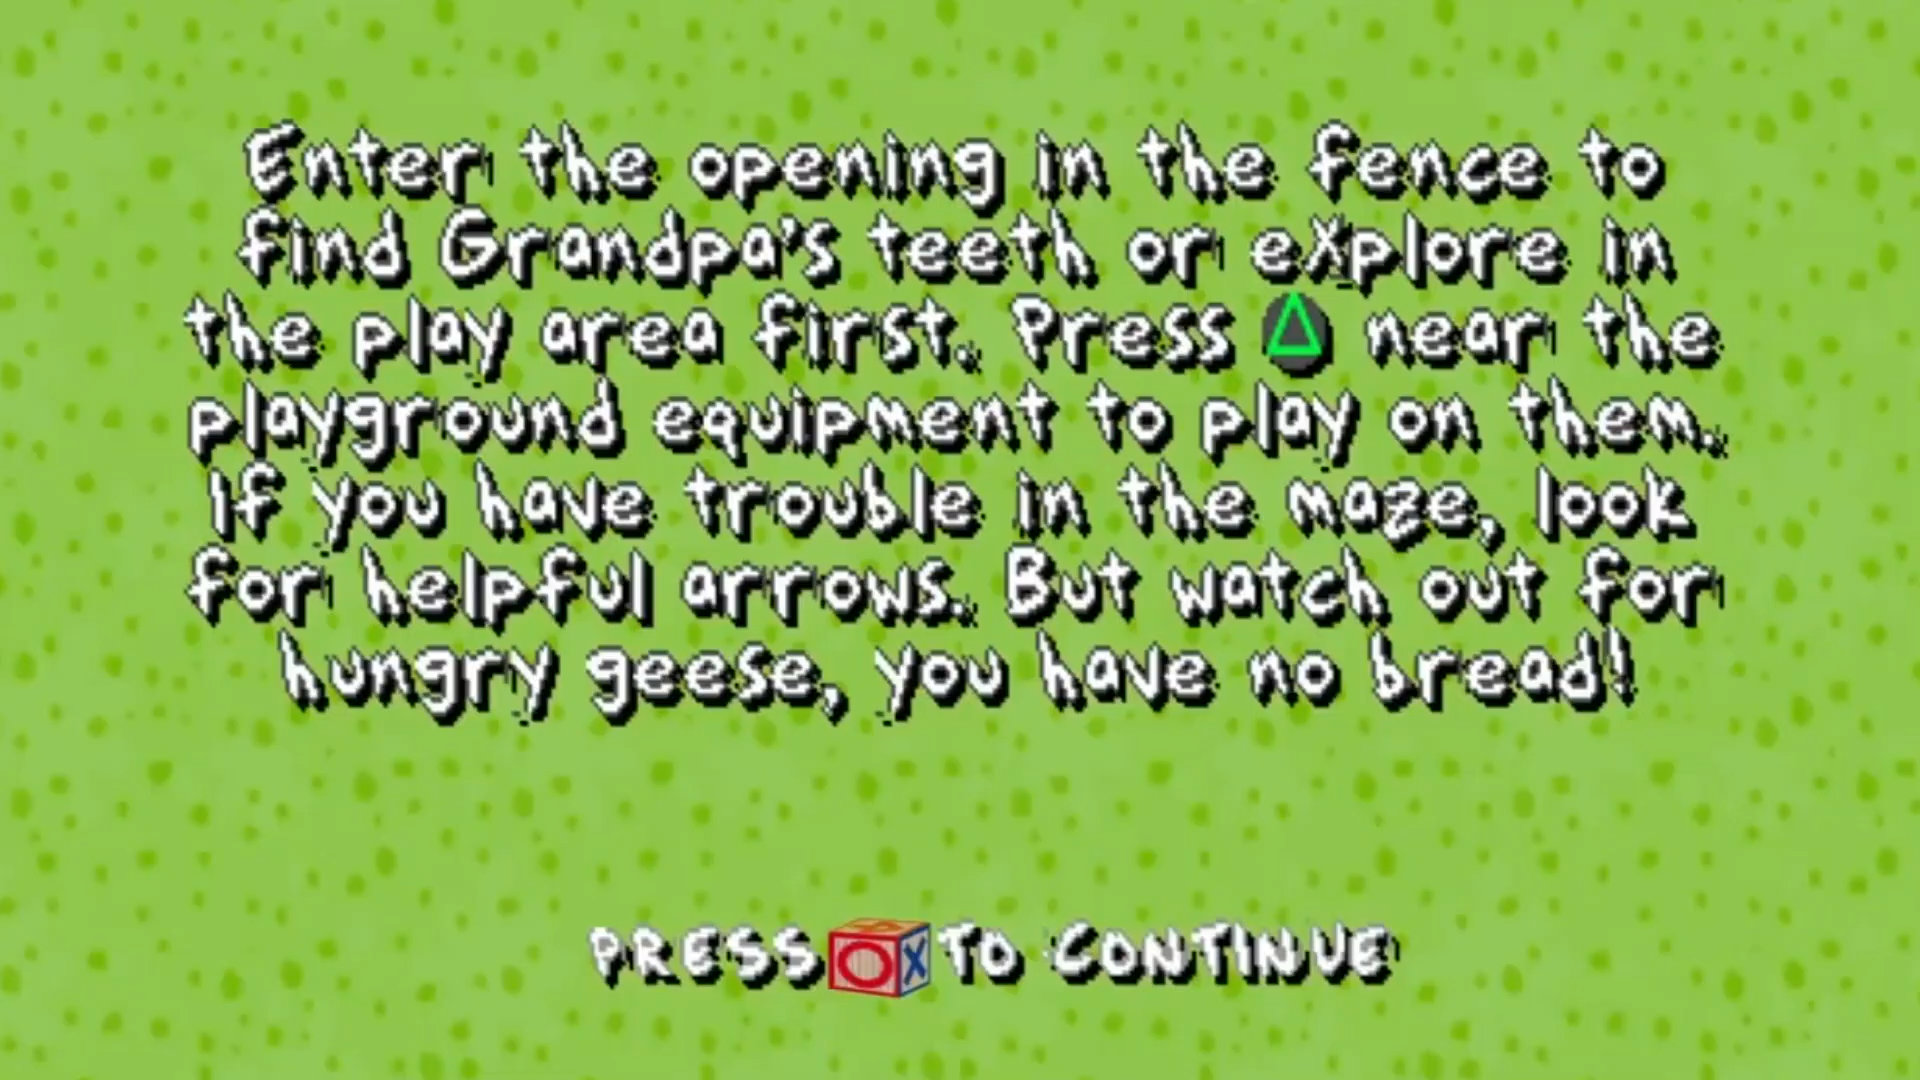 Enter the opening in the fence to
find Grandpa's teeth or explore in
the play area first. Press △ near the
playground equipment to play on them.
If you have trouble in the maze, look
for helpful arrows. But watch out for
hungry geese, you have no bread!
PRESS O X TO CONTINUE